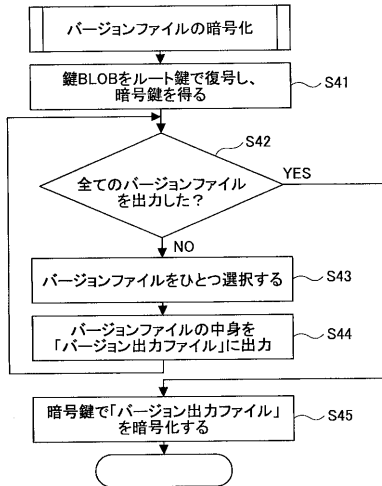 バージョンファイルの暗号化
鍵BLOBをルート鍵で復号し、
暗号鍵を得る
S41
S42
全てのバージョンファイル
を出力した？
YES
NO
バージョンファイルをひとつ選択する
S43
バージョンファイルの中身を
「バージョン出力ファイル」に出力
S44
暗号鍵で「バージョン出力ファイル」
を暗号化する
S45